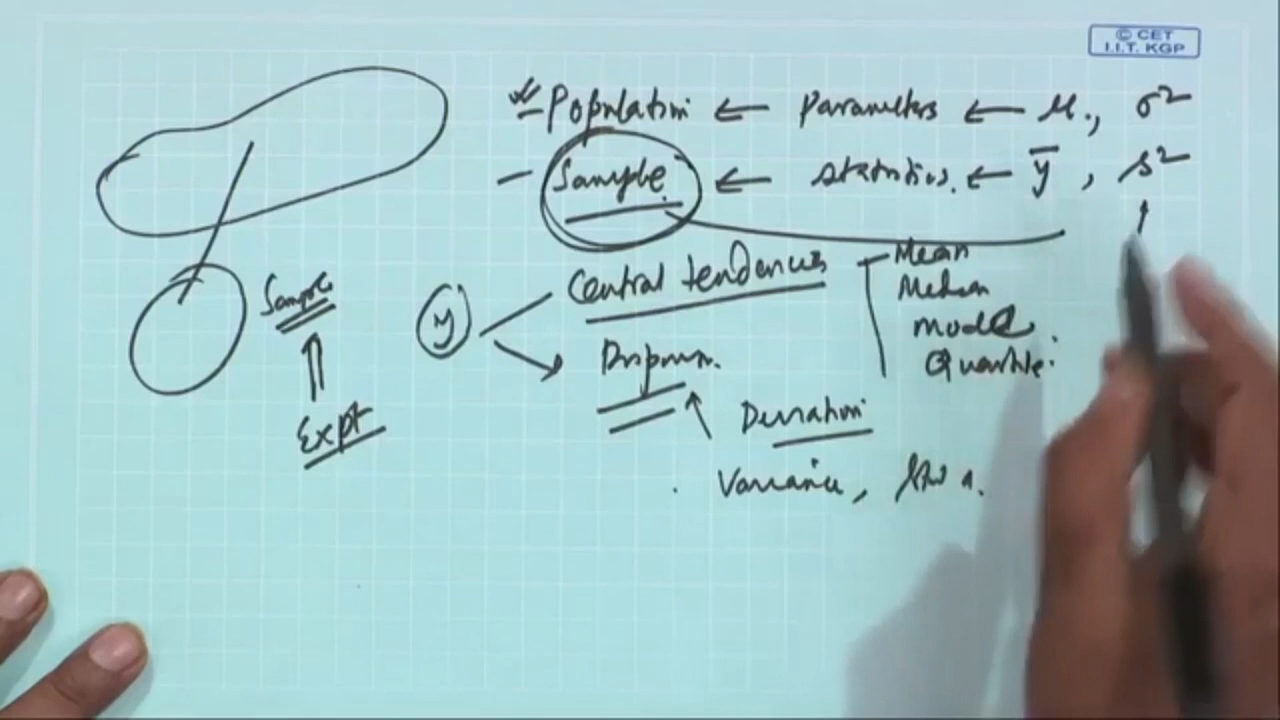 © CET
I.I.T. KGP
Population ← parameters ← μ, σ²
Sample ← statistics. ← ȳ, s²
Sample
Expt
y
Central tendencies
Mean
Median
Mode
Quartile.
Dispersion.
Deviation
Variance,